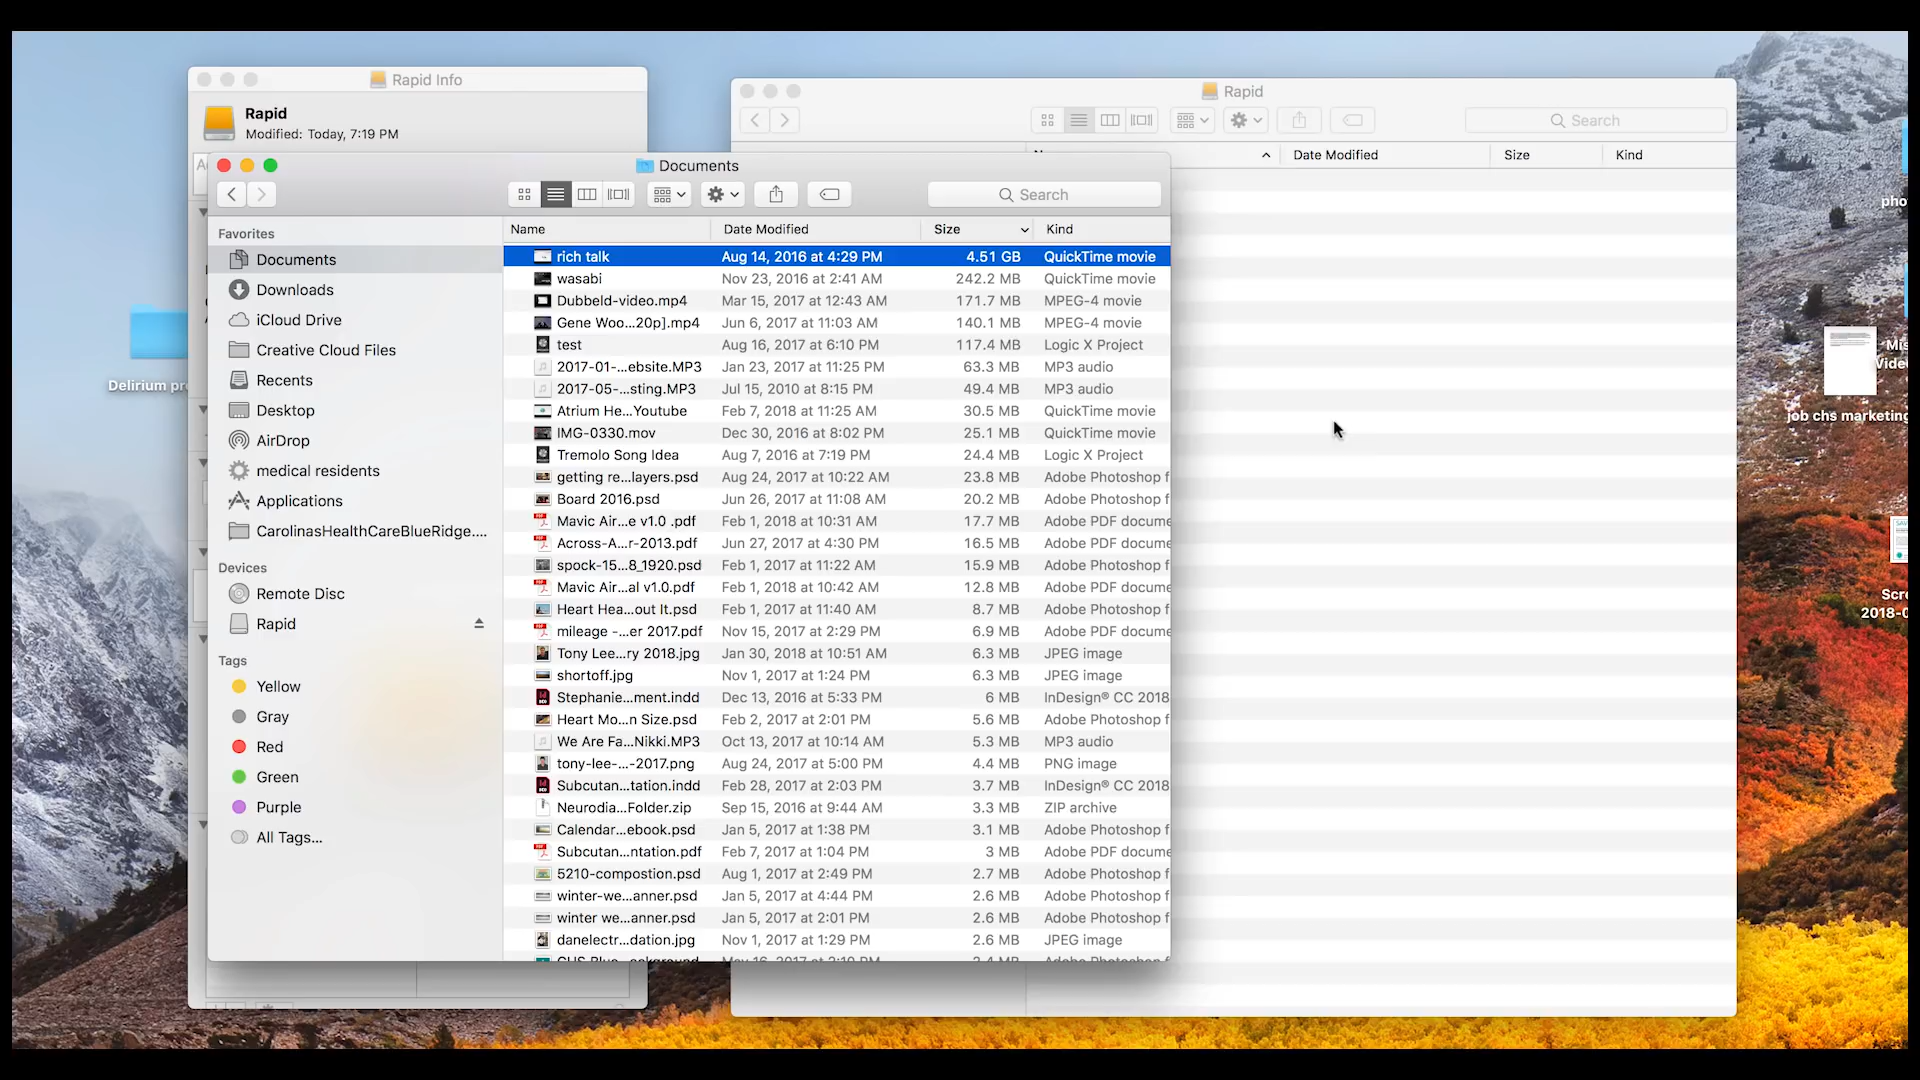 Rapid Info
Rapid
Modified: Today, 7:19 PM
Rapid
Search
Date Modified Size Kind
Documents
Search
Favorites
Documents
Downloads
iCloud Drive
Creative Cloud Files
Recents
Desktop
AirDrop
medical residents
Applications
CarolinasHealthCareBlueRidge....
Devices
Remote Disc
Rapid
Tags
Yellow
Gray
Red
Green
Purple
All Tags...
Name Date Modified Size Kind
rich talk Aug 14, 2016 at 4:29 PM 4.51 GB QuickTime movie
wasabi Nov 23, 2016 at 2:41 AM 242.2 MB QuickTime movie
Dubbeld-video.mp4 Mar 15, 2017 at 12:43 AM 171.7 MB MPEG-4 movie
Gene Woo...20p].mp4 Jun 6, 2017 at 11:03 AM 140.1 MB MPEG-4 movie
test Aug 16, 2017 at 6:10 PM 117.4 MB Logic X Project
2017-01-...ebsite.MP3 Jan 23, 2017 at 11:25 PM 63.3 MB MP3 audio
2017-05-...sting.MP3 Jul 15, 2010 at 8:15 PM 49.4 MB MP3 audio
Atrium He...Youtube Feb 7, 2018 at 11:25 AM 30.5 MB QuickTime movie
IMG-0330.mov Dec 30, 2016 at 8:02 PM 25.1 MB QuickTime movie
Tremolo Song Idea Aug 7, 2016 at 7:19 PM 24.4 MB Logic X Project
getting re...layers.psd Aug 24, 2017 at 10:22 AM 23.8 MB Adobe Photoshop f
Board 2016.psd Jun 26, 2017 at 11:08 AM 20.2 MB Adobe Photoshop f
Mavic Air...e v1.0 .pdf Feb 1, 2018 at 10:31 AM 17.7 MB Adobe PDF docume
Across-A...r-2013.pdf Jun 27, 2017 at 4:30 PM 16.5 MB Adobe PDF docume
spock-15...8_1920.psd Feb 1, 2017 at 11:22 AM 15.9 MB Adobe Photoshop f
Mavic Air...al v1.0.pdf Feb 1, 2018 at 10:42 AM 12.8 MB Adobe PDF docume
Heart Hea...out It.psd Feb 1, 2017 at 11:40 AM 8.7 MB Adobe Photoshop f
mileage -...er 2017.pdf Nov 15, 2017 at 2:29 PM 6.9 MB Adobe PDF docume
Tony Lee...ry 2018.jpg Jan 30, 2018 at 10:51 AM 6.3 MB JPEG image
shortoff.jpg Nov 1, 2017 at 1:24 PM 6.3 MB JPEG image
Stephanie...ment.indd Dec 13, 2016 at 5:33 PM 6 MB InDesign® CC 2018
Heart Mo...n Size.psd Feb 2, 2017 at 2:01 PM 5.6 MB Adobe Photoshop f
We Are Fa...Nikki.MP3 Oct 13, 2017 at 10:14 AM 5.3 MB MP3 audio
tony-lee-...-2017.png Aug 24, 2017 at 5:00 PM 4.4 MB PNG image
Subcutan...tation.indd Feb 28, 2017 at 2:03 PM 3.7 MB InDesign® CC 2018
Neurodia...Folder.zip Sep 15, 2016 at 9:44 AM 3.3 MB ZIP archive
Calendar...ebook.psd Jan 5, 2017 at 1:38 PM 3.1 MB Adobe Photoshop f
Subcutan...ntation.pdf Feb 7, 2017 at 1:04 PM 3 MB Adobe PDF docume
5210-compostion.psd Aug 1, 2017 at 2:49 PM 2.7 MB Adobe Photoshop f
winter-we...anner.psd Jan 5, 2017 at 4:44 PM 2.6 MB Adobe Photoshop f
winter we...anner.psd Jan 5, 2017 at 2:01 PM 2.6 MB Adobe Photoshop f
danelectr...dation.jpg Nov 1, 2017 at 1:29 PM 2.6 MB JPEG image
Delirium pr
pho
Mis
Vide
job chs marketing
Scre
2018-0